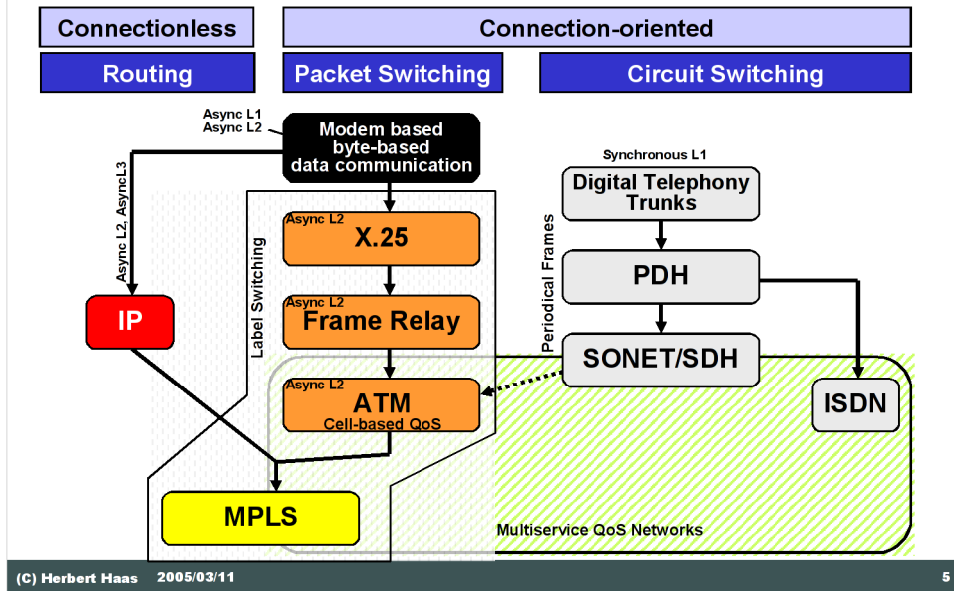 Connectionless
Connection-oriented
Routing
Packet Switching
Circuit Switching
Async L1
Async L2
Modem based
byte-based
data communication
Synchronous L1
Digital Telephony
Trunks
Async L2, AsyncL3
Async L2
X.25
Label Switching
Periodical Frames
PDH
IP
Async L2
Frame Relay
SONET/SDH
Async L2
ATM
Cell-based QoS
ISDN
MPLS
Multiservice QoS Networks
(C) Herbert Haas 2005/03/11
5